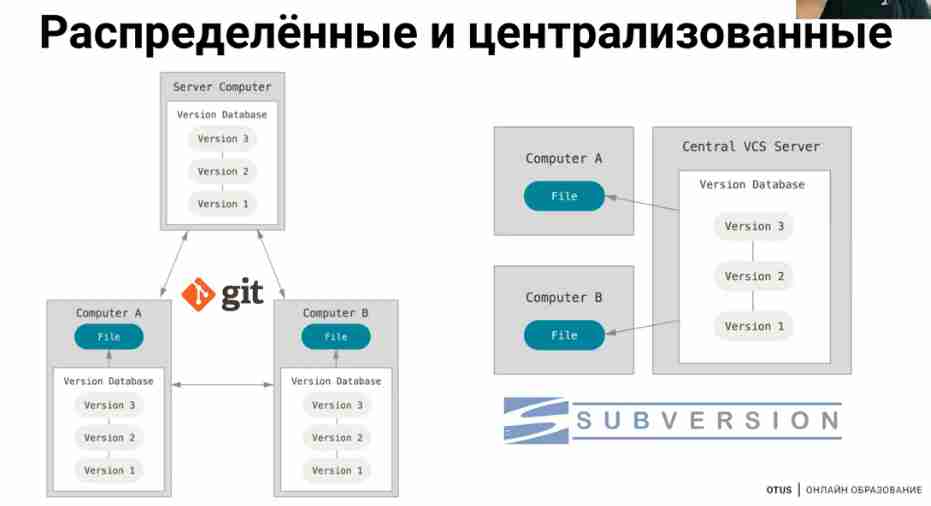 Распределённые и централизованные
Server Computer
Version Database
Version 3
Version 2
Version 1
git
Computer A
File
Version Database
Version 3
Version 2
Version 1
Computer B
File
Version Database
Version 3
Version 2
Version 1
Computer A
File
Computer B
File
Central VCS Server
Version Database
Version 3
Version 2
Version 1
SUBVERSION
OTUS | ОНЛАЙН ОБРАЗОВАНИЕ